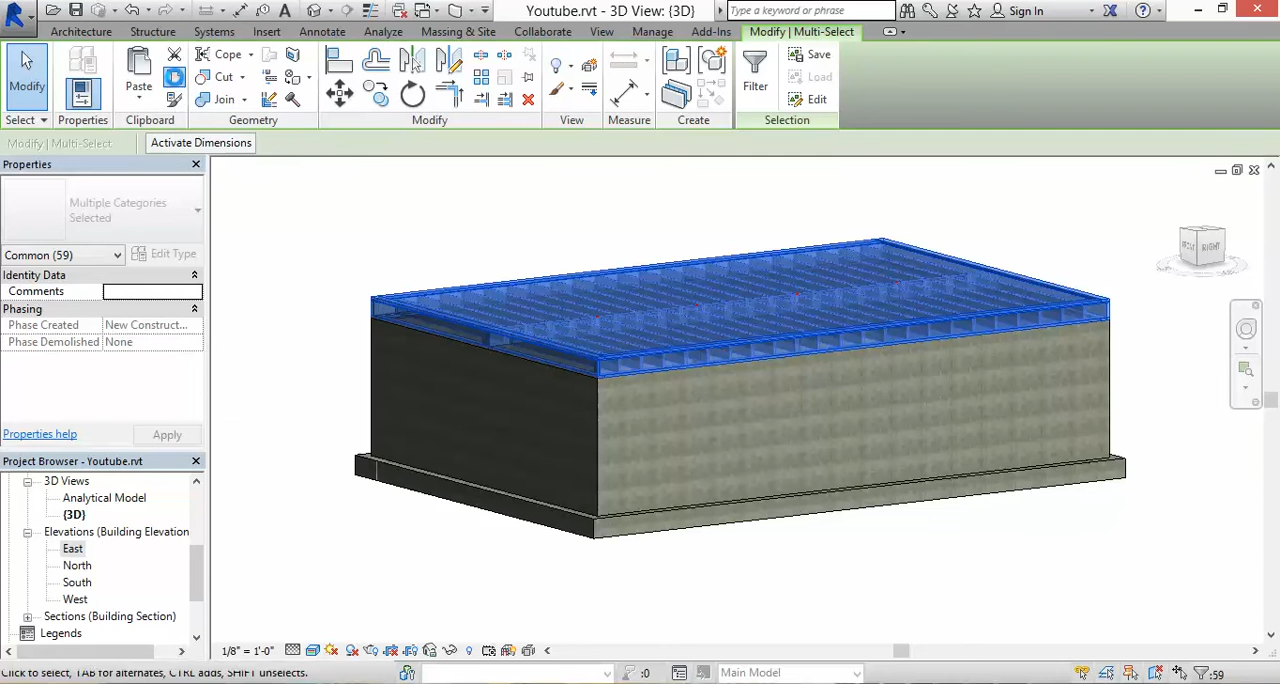 Youtube.rvt - 3D View: {3D}
Type a keyword or phrase
Sign In
Architecture Structure Systems Insert Annotate Analyze Massing & Site Collaborate View Manage Add-Ins Modify | Multi-Select
Modify
Paste
Cope
Cut
Join
Filter
Save
Load
Edit
Select Properties Clipboard Geometry Modify View Measure Create Selection
Modify | Multi-Select
Activate Dimensions
Properties
Multiple Categories
Selected
Common (59)
Edit Type
Identity Data
Comments
Phasing
Phase Created New Construct...
Phase Demolished None
Properties help
Apply
Project Browser - Youtube.rvt
3D Views
Analytical Model
{3D}
Elevations (Building Elevation
East
North
South
West
Sections (Building Section)
Legends
RIGHT
1/8" = 1'-0"
Click to select, TAB for alternates, CTRL adds, SHIFT unselects.
:0
Main Model
:59